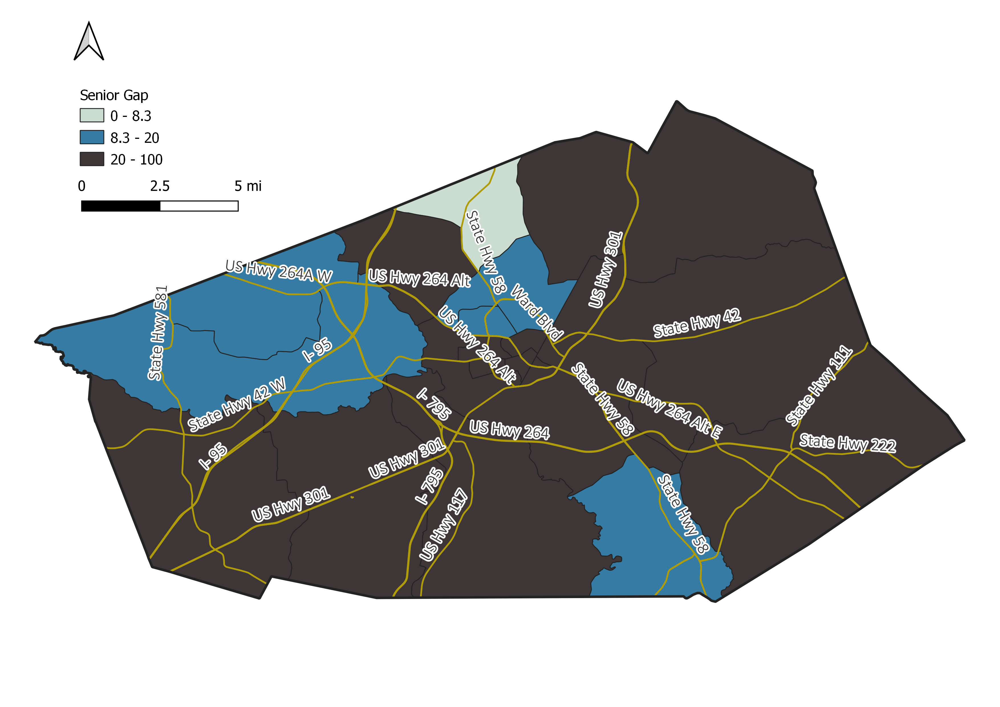 Senior Gap
0 - 8.3
8.3 - 20
20 - 100
0 2.5 5 mi
State Hwy 58
US Hwy 301
US Hwy 264A W
US Hwy 264 Alt
State Hwy 581
Ward Blvd
US Hwy 264 Alt
State Hwy 42
I- 95
State Hwy 111
State Hwy 42 W
I- 795
State Hwy 58
US Hwy 264 Alt E
US Hwy 264
State Hwy 222
I- 95
US Hwy 301
I- 795
US Hwy 301
US Hwy 117
State Hwy 58